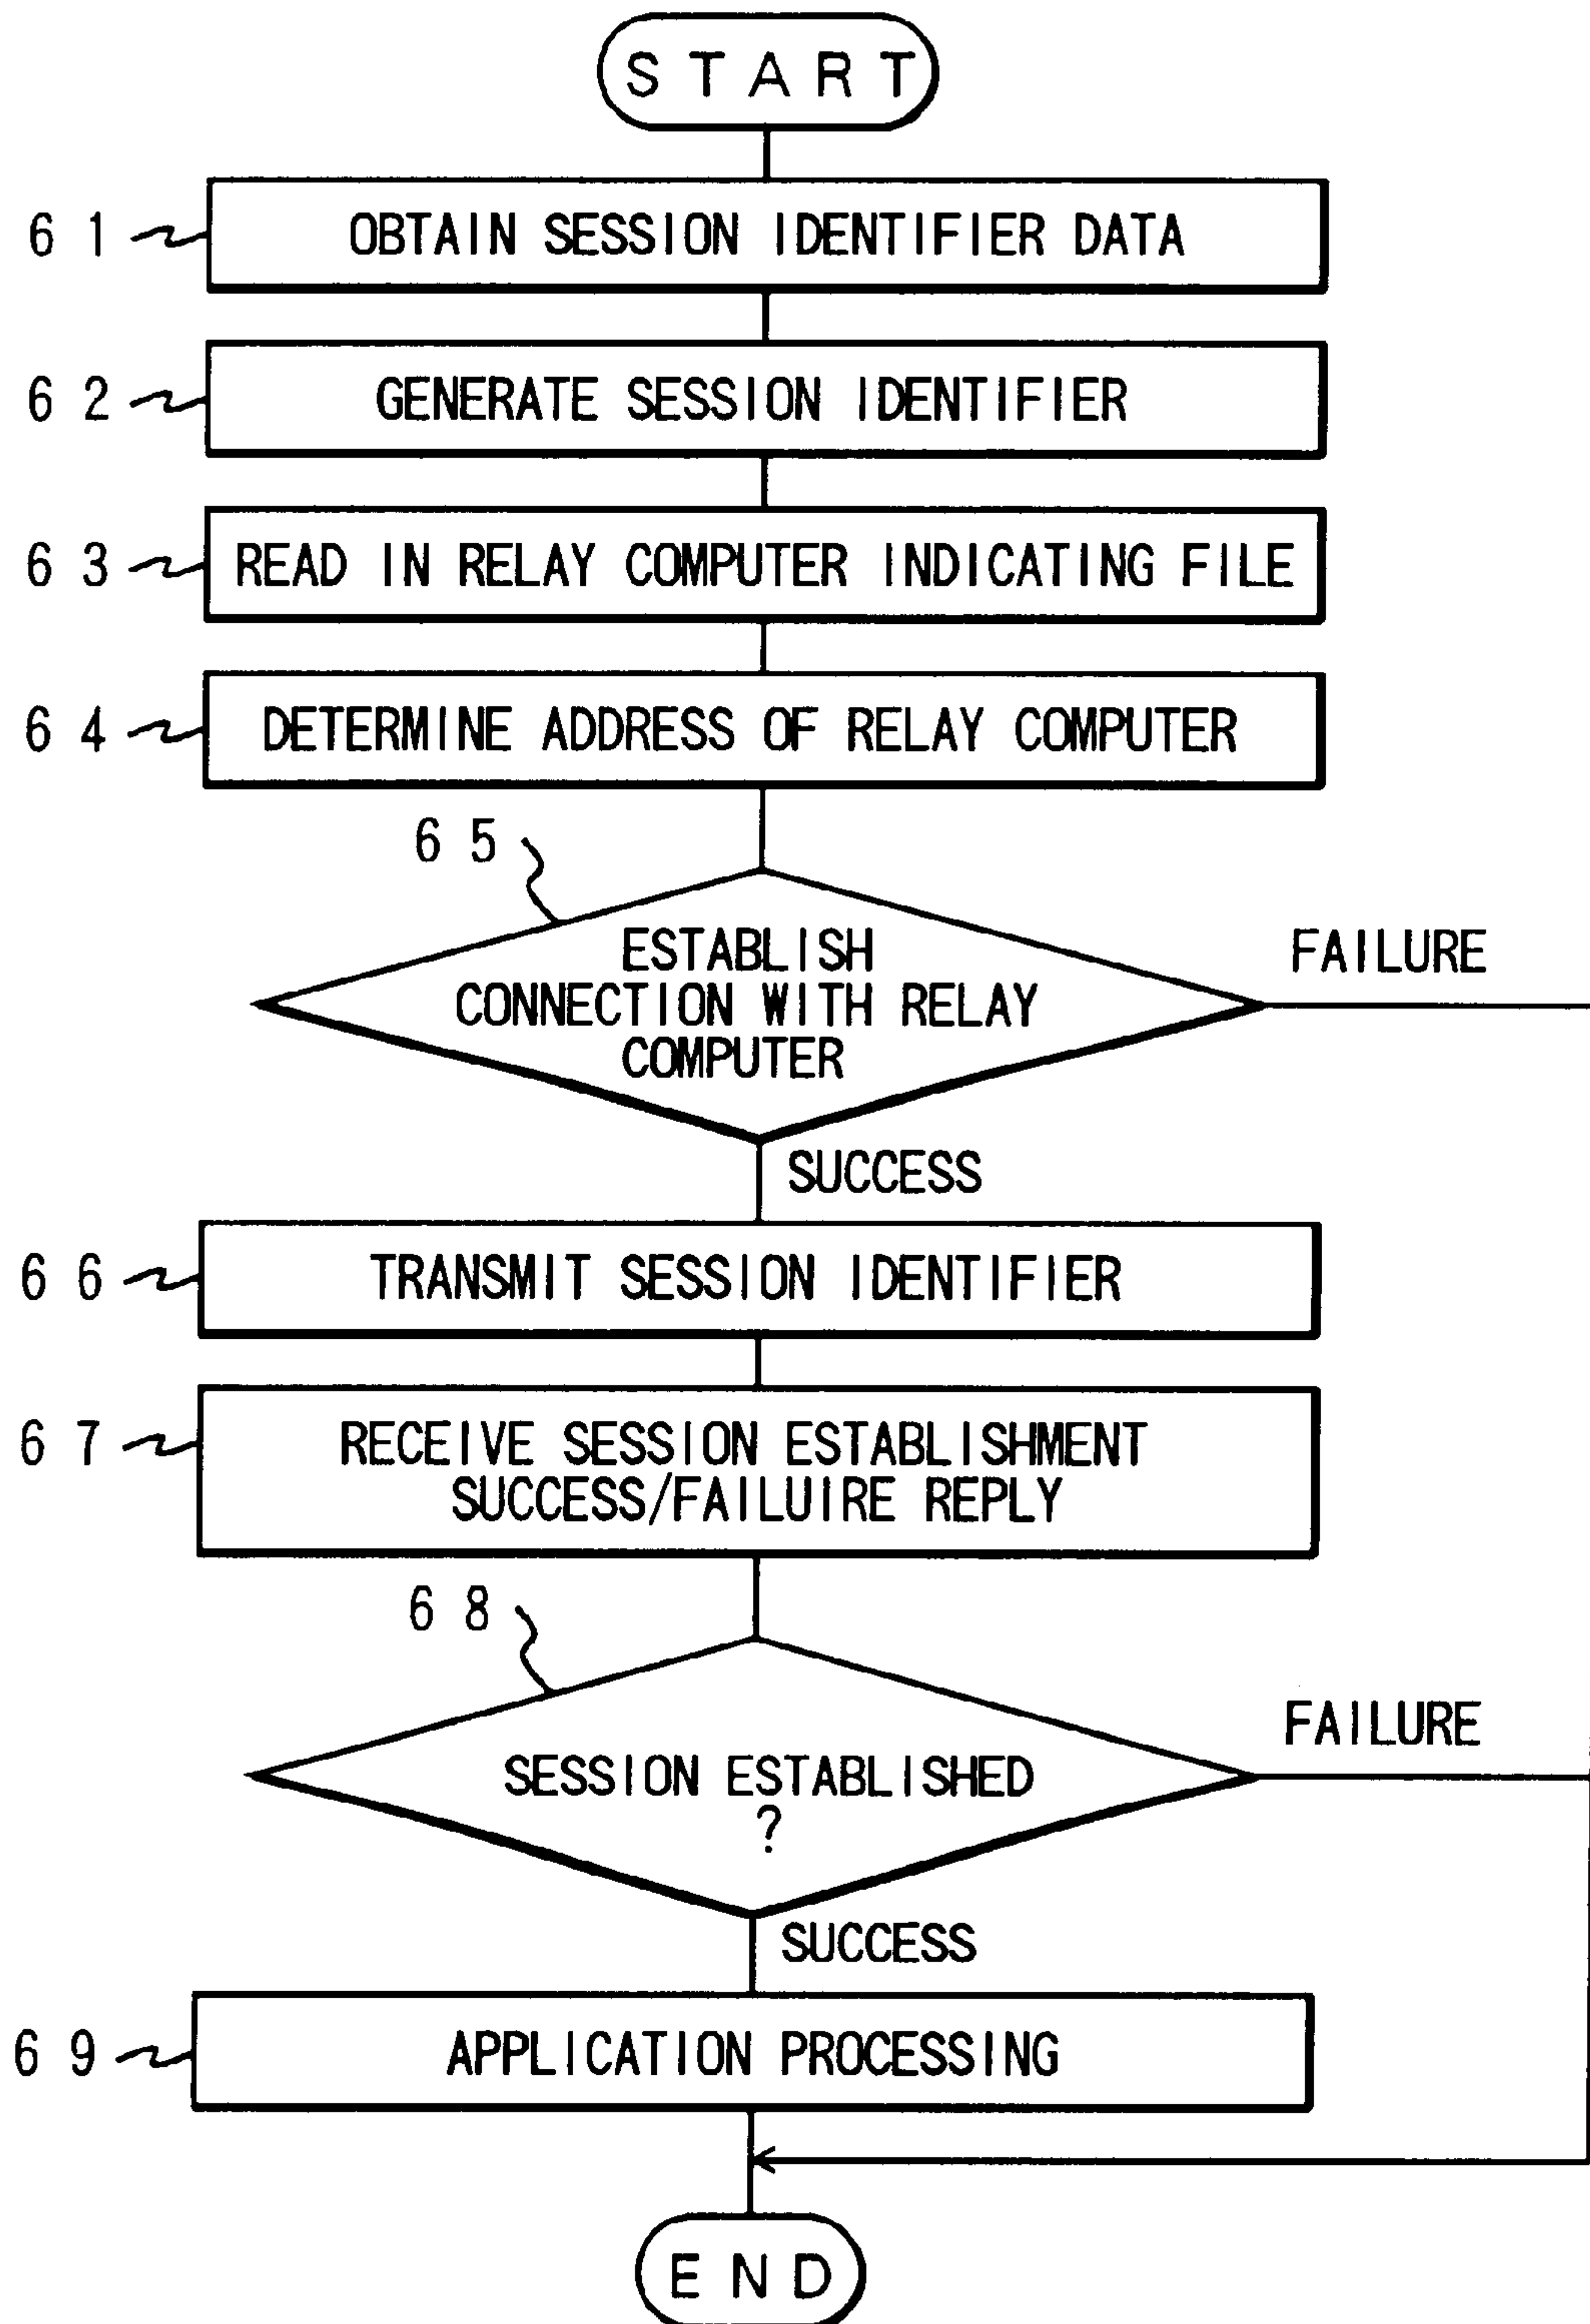 START
61 OBTAIN SESSION IDENTIFIER DATA
62 GENERATE SESSION IDENTIFIER
63 READ IN RELAY COMPUTER INDICATING FILE
64 DETERMINE ADDRESS OF RELAY COMPUTER
65
ESTABLISH
CONNECTION WITH RELAY
COMPUTER
FAILURE
SUCCESS
66 TRANSMIT SESSION IDENTIFIER
67 RECEIVE SESSION ESTABLISHMENT
SUCCESS/FAILUIRE REPLY
68
SESSION ESTABLISHED
?
FAILURE
SUCCESS
69 APPLICATION PROCESSING
END